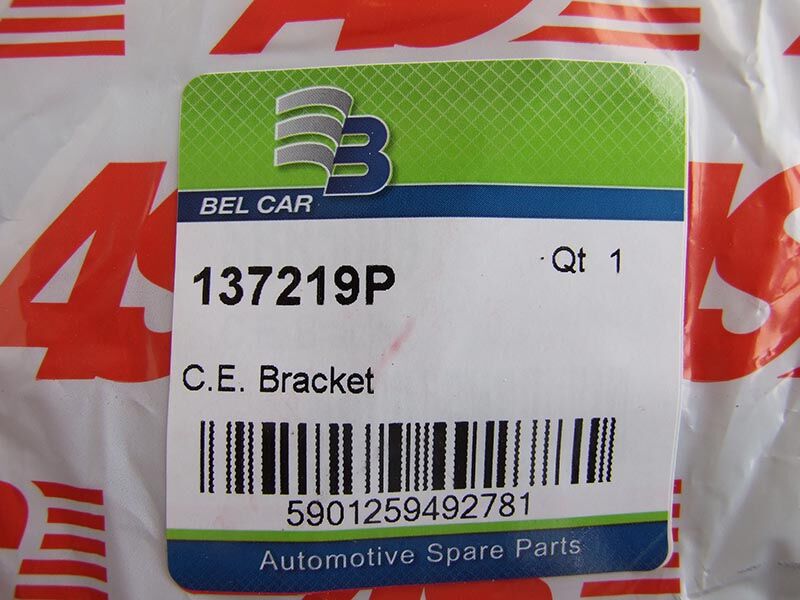 B
BEL CAR
137219P
Qt 1
C.E. Bracket
5901259492781
Automotive Spare Parts